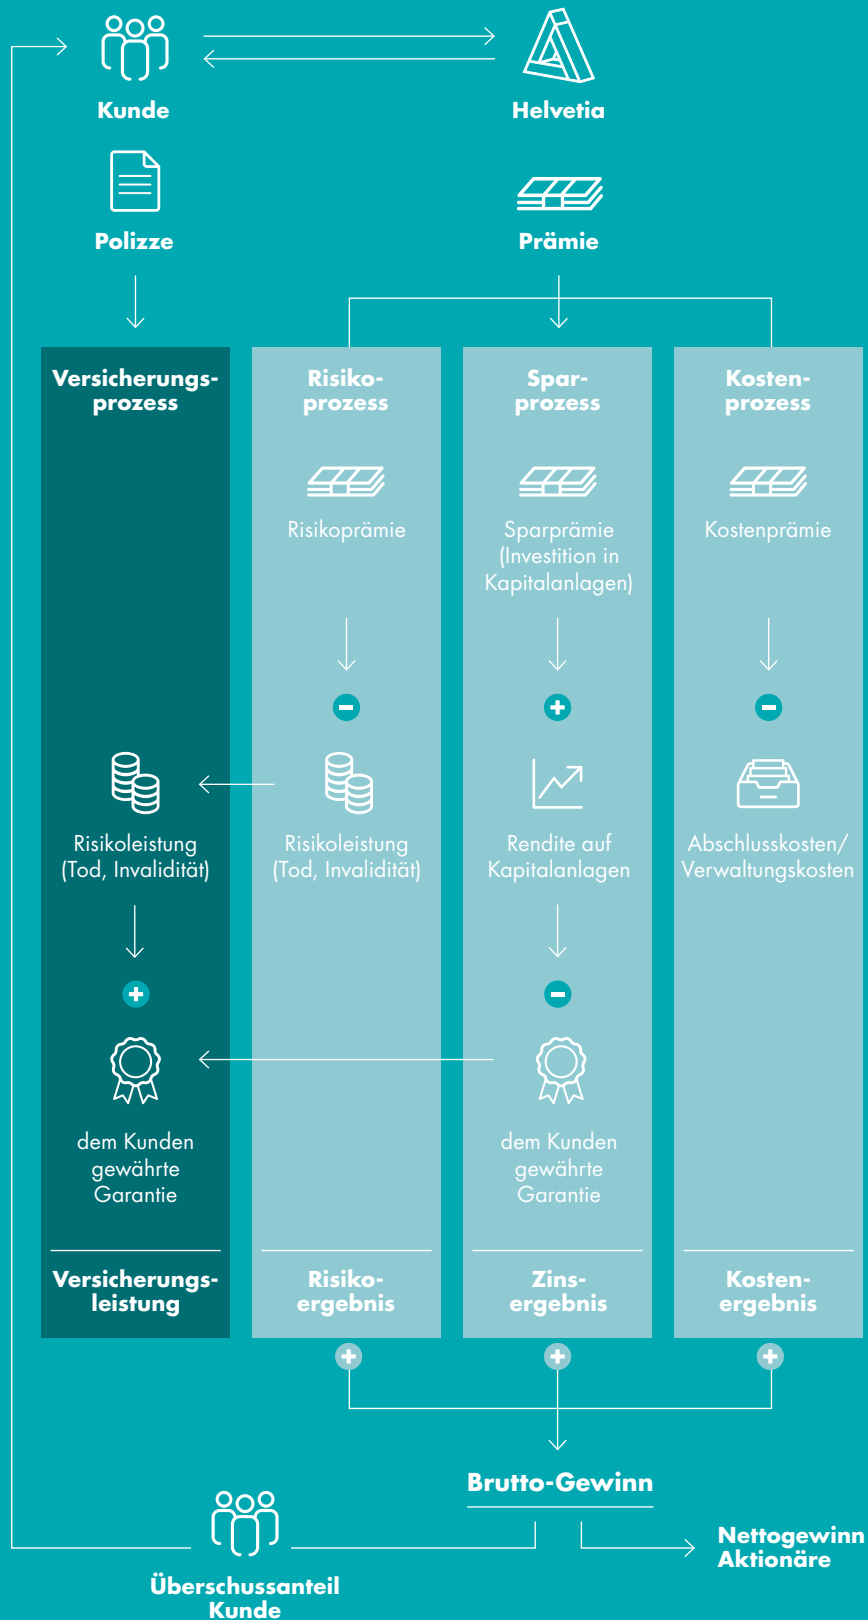 Kunde
Helvetia
Polizze
Prämie
Versicherungs-
prozess
Risiko-
prozess
Spar-
prozess
Kosten-
prozess
Risikoprämie
Sparprämie
(Investition in
Kapitalanlagen)
Kostenprämie
Risikoleistung
(Tod, Invalidität)
Risikoleistung
(Tod, Invalidität)
Rendite auf
Kapitalanlagen
Abschlusskosten/
Verwaltungskosten
dem Kunden
gewährte
Garantie
dem Kunden
gewährte
Garantie
Versicherungs-
leistung
Risiko-
ergebnis
Zins-
ergebnis
Kosten-
ergebnis
Brutto-Gewinn
Nettogewinn
Aktionäre
Überschussanteil
Kunde